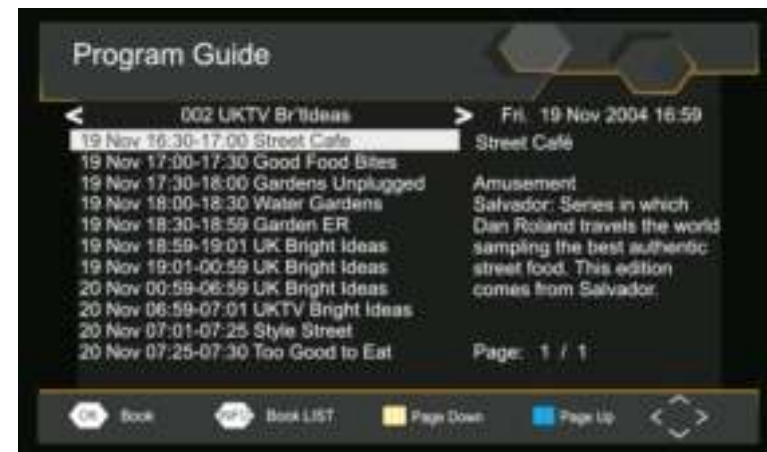 Program Guide
< 002 UKTV Br'tIdeas > Fri. 19 Nov 2004 16:59
19 Nov 16:30-17:00 Street Cafe
19 Nov 17:00-17:30 Good Food Bites
19 Nov 17:30-18:00 Gardens Unplugged
19 Nov 18:00-18:30 Water Gardens
19 Nov 18:30-18:59 Garden ER
19 Nov 18:59-19:01 UK Bright Ideas
19 Nov 19:01-00:59 UK Bright Ideas
20 Nov 00:59-06:59 UK Bright Ideas
20 Nov 06:59-07:01 UKTV Bright Ideas
20 Nov 07:01-07:25 Style Street
20 Nov 07:25-07:30 Too Good to Eat
Street Café
Amusement
Salvador: Series in which
Dan Roland travels the world
sampling the best authentic
street food. This edition
comes from Salvador.
Page: 1 / 1
OK Book INFO Book LIST Page Down Page Up